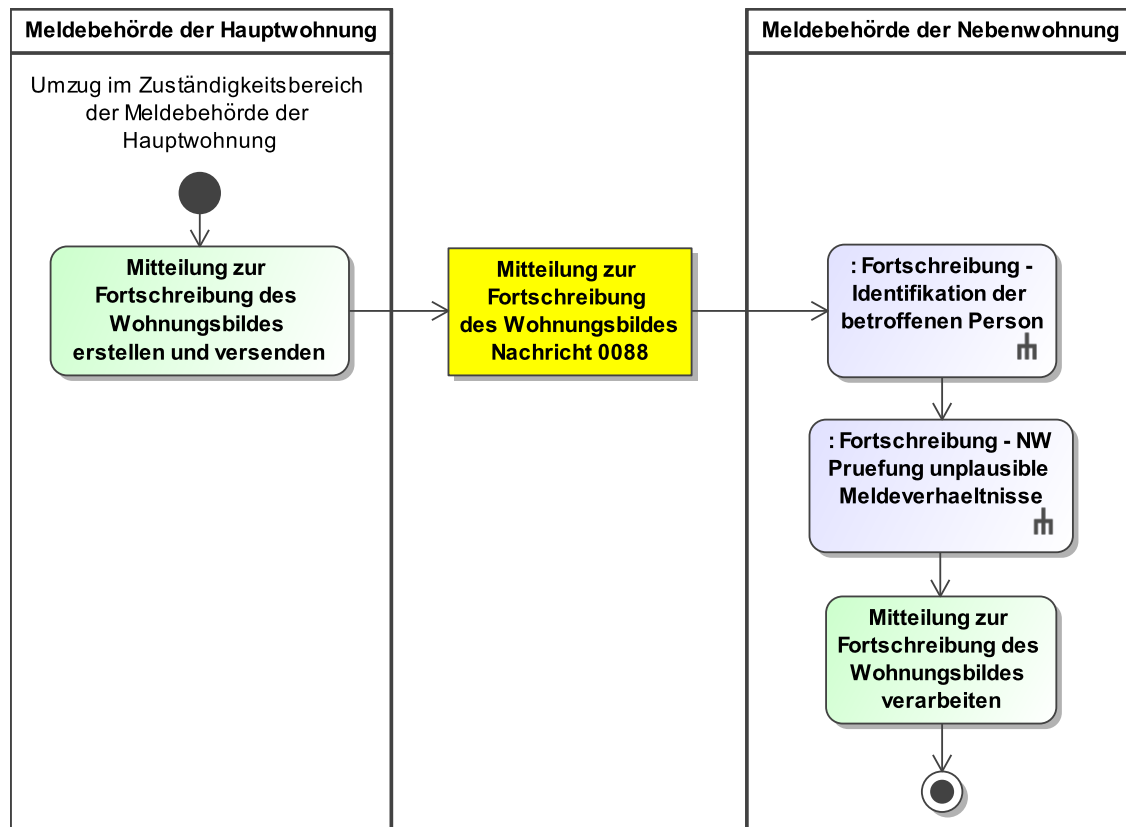 Meldebehörde der Hauptwohnung
Meldebehörde der Nebenwohnung
Umzug im Zuständigkeitsbereich
der Meldebehörde der
Hauptwohnung
Mitteilung zur
Fortschreibung des
Wohnungsbildes
erstellen und versenden
Mitteilung zur
Fortschreibung
des Wohnungsbildes
Nachricht 0088
: Fortschreibung -
Identifikation der
betroffenen Person
: Fortschreibung - NW
Pruefung unplausible
Meldeverhaeltnisse
Mitteilung zur
Fortschreibung des
Wohnungsbildes
verarbeiten